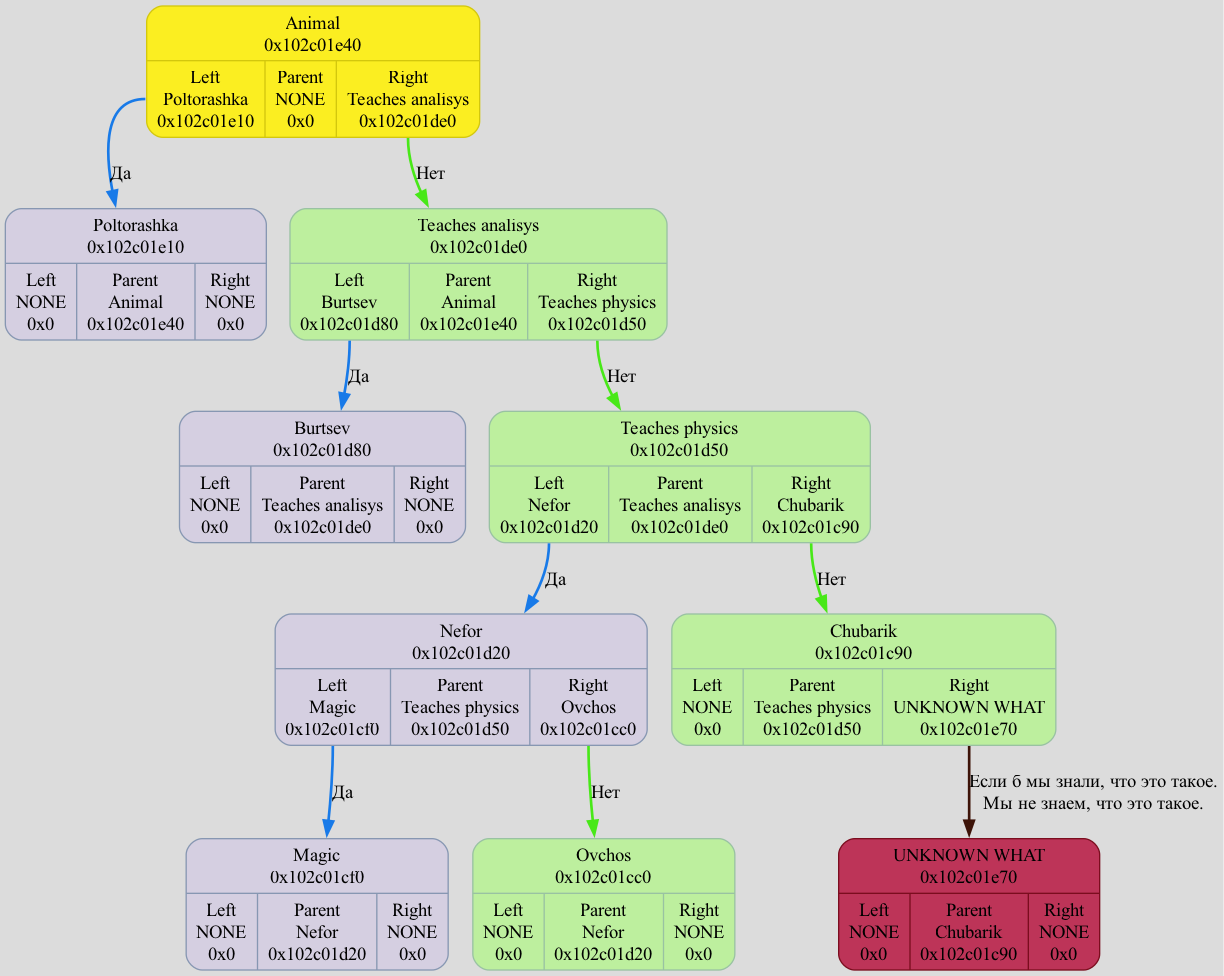 Animal
0x102c01e40
Left
Poltorashka
0x102c01e10
Parent
NONE
0x0
Right
Teaches analisys
0x102c01de0
Да
Нет
Poltorashka
0x102c01e10
Left
NONE
0x0
Parent
Animal
0x102c01e40
Right
NONE
0x0
Teaches analisys
0x102c01de0
Left
Burtsev
0x102c01d80
Parent
Animal
0x102c01e40
Right
Teaches physics
0x102c01d50
Да
Нет
Burtsev
0x102c01d80
Left
NONE
0x0
Parent
Teaches analisys
0x102c01de0
Right
NONE
0x0
Teaches physics
0x102c01d50
Left
Nefor
0x102c01d20
Parent
Teaches analisys
0x102c01de0
Right
Chubarik
0x102c01c90
Да
Нет
Nefor
0x102c01d20
Left
Magic
0x102c01cf0
Parent
Teaches physics
0x102c01d50
Right
Ovchos
0x102c01cc0
Chubarik
0x102c01c90
Left
NONE
0x0
Parent
Teaches physics
0x102c01d50
Right
UNKNOWN WHAT
0x102c01e70
Да
Нет
Если б мы знали, что это такое.
Мы не знаем, что это такое.
Magic
0x102c01cf0
Left
NONE
0x0
Parent
Nefor
0x102c01d20
Right
NONE
0x0
Ovchos
0x102c01cc0
Left
NONE
0x0
Parent
Nefor
0x102c01d20
Right
NONE
0x0
UNKNOWN WHAT
0x102c01e70
Left
NONE
0x0
Parent
Chubarik
0x102c01c90
Right
NONE
0x0